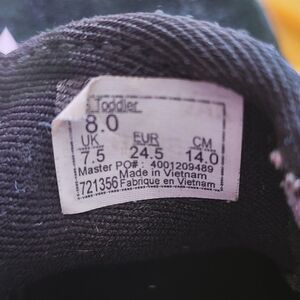 Toddler
8.0
UK EUR CM
7.5 24.5 14.0
Master PO# : 4001209489
Made in Vietnam
721356 Fabriqué en Vietnam